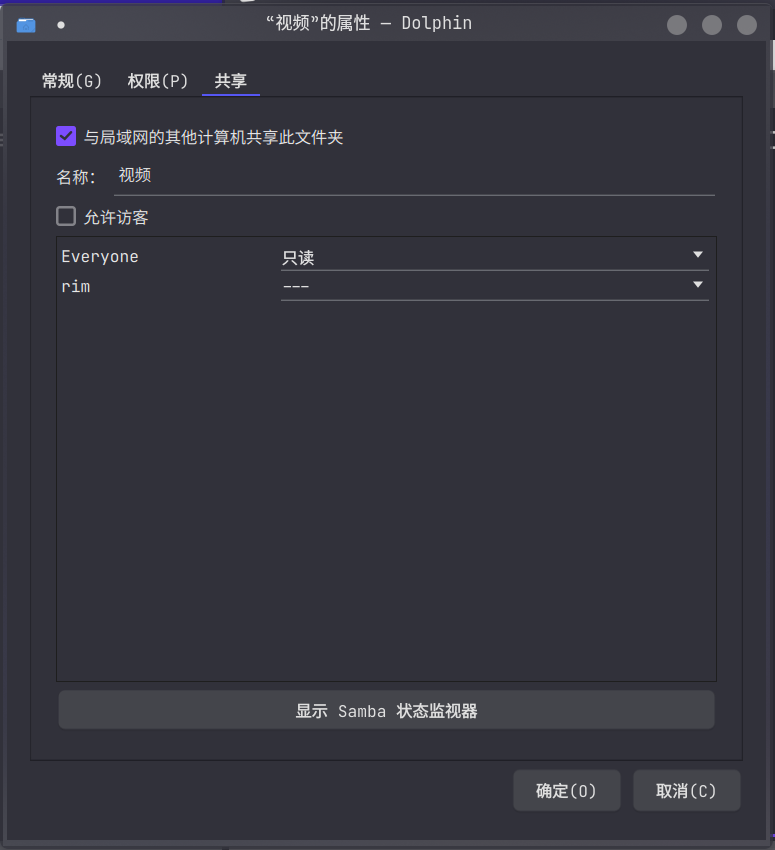 “视频”的属性 — Dolphin
常规(G) 权限(P) 共享
与局域网的其他计算机共享此文件夹
名称： 视频
允许访客
Everyone 只读
rim ---
显示 Samba 状态监视器
确定(O) 取消(C)